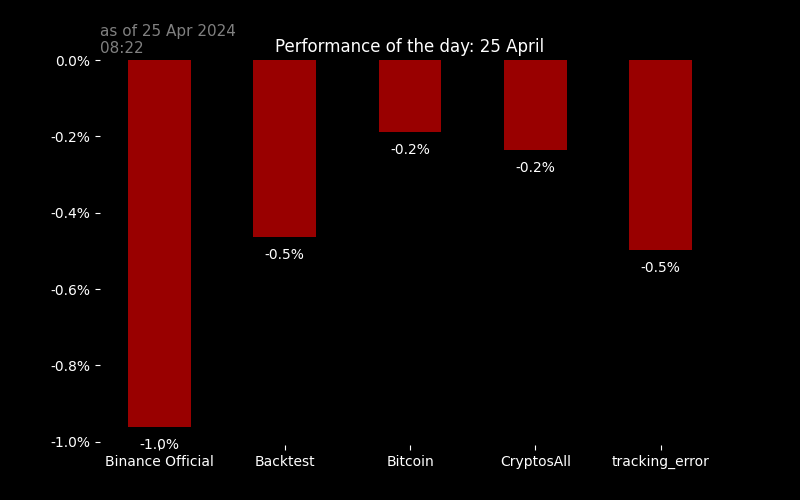 as of 25 Apr 2024
08:22
Performance of the day: 25 April
0.0%
-0.2%
-0.4%
-0.6%
-0.8%
-1.0%
-1.0%
-0.5%
-0.2%
-0.2%
-0.5%
Binance Official
Backtest
Bitcoin
CryptosAll
tracking_error